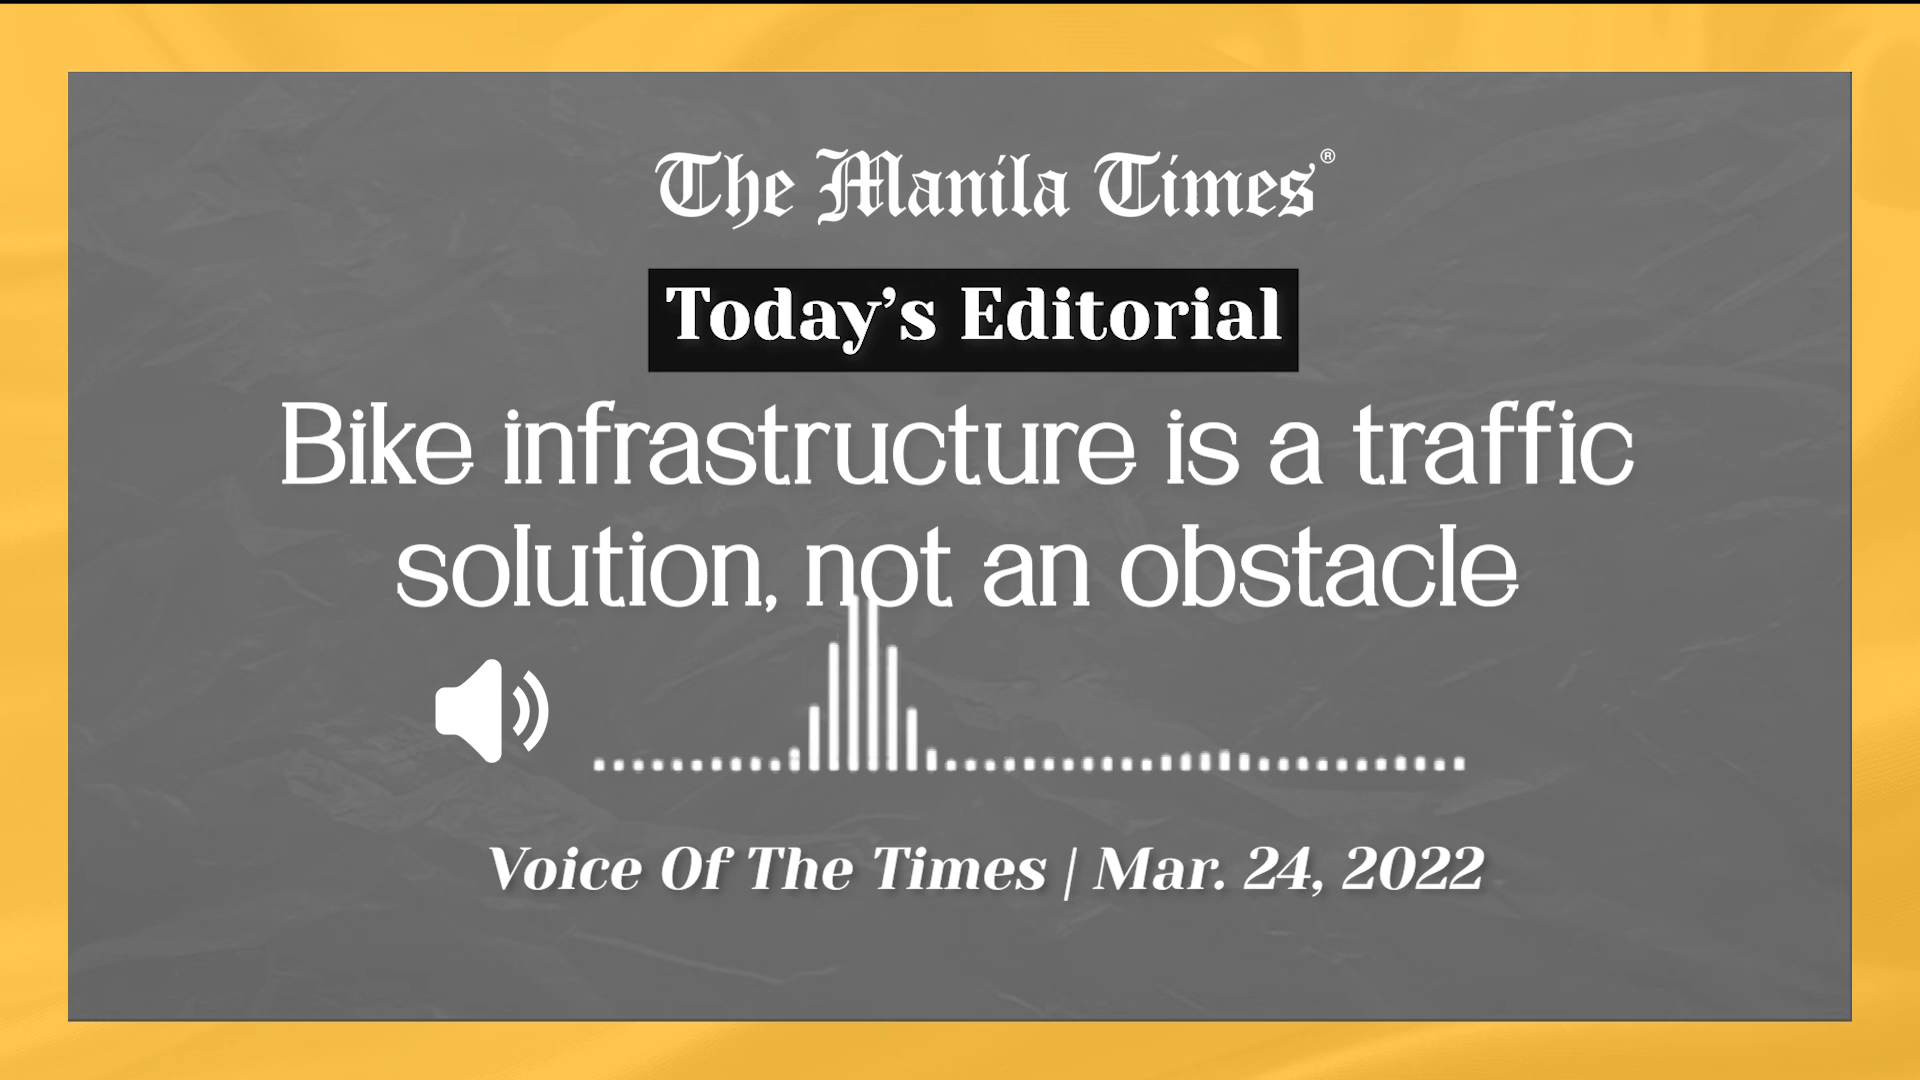 The Manila Times®
Today's Editorial
Bike infrastructure is a traffic
solution, not an obstacle
Voice Of The Times | Mar. 24, 2022